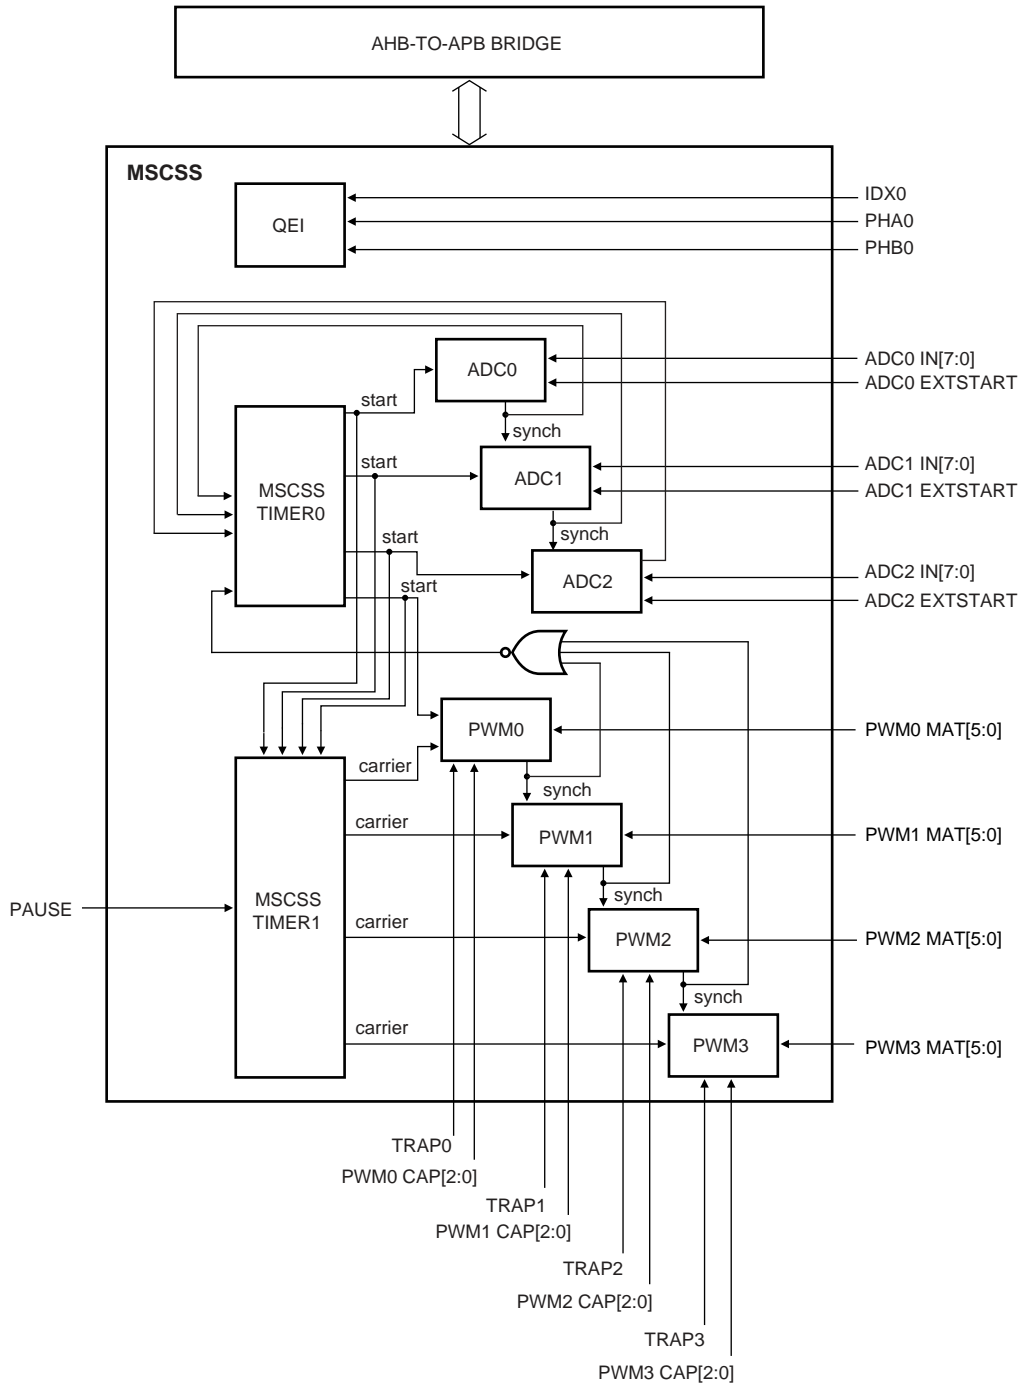 AHB-TO-APB BRIDGE
MSCSS
QEI
IDX0
PHA0
PHB0
ADC0
ADC0 IN[7:0]
ADC0 EXTSTART
start
synch
MSCSS
TIMER0
start
ADC1
ADC1 IN[7:0]
ADC1 EXTSTART
start
synch
ADC2
ADC2 IN[7:0]
ADC2 EXTSTART
start
PWM0
PWM0 MAT[5:0]
carrier
synch
carrier
PWM1
PWM1 MAT[5:0]
PAUSE
MSCSS
TIMER1
synch
carrier
PWM2
PWM2 MAT[5:0]
synch
carrier
PWM3
PWM3 MAT[5:0]
TRAP0
PWM0 CAP[2:0]
TRAP1
PWM1 CAP[2:0]
TRAP2
PWM2 CAP[2:0]
TRAP3
PWM3 CAP[2:0]